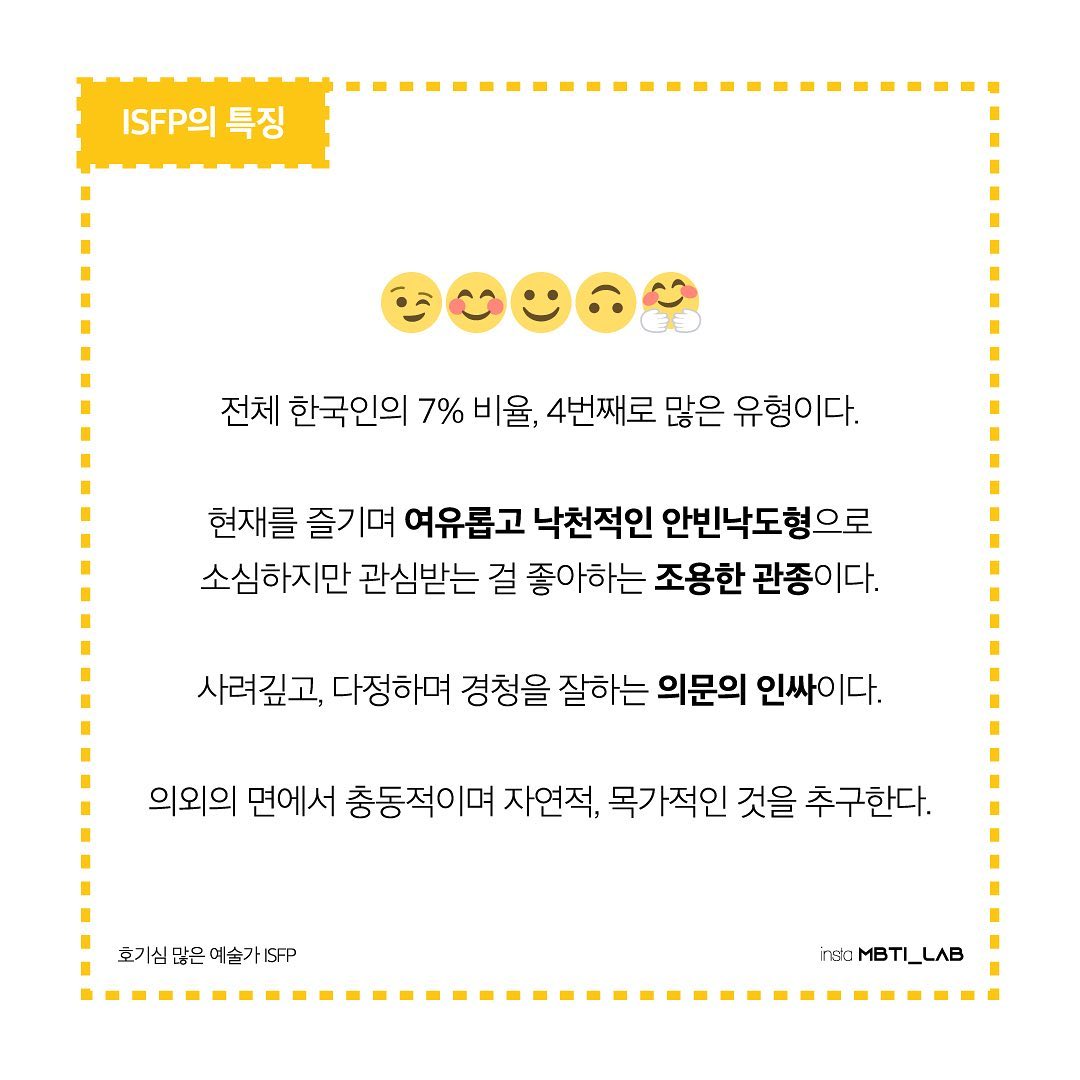 ISFP의 특징
전체 한국인의 7% 비율, 4번째로 많은 유형이다.
현재를 즐기며 여유롭고 낙천적인 안빈낙도형으로
소심하지만 관심받는 걸 좋아하는 조용한 관종이다.
사려깊고, 다정하며 경청을 잘하는 의문의 인싸이다.
의외의 면에서 충동적이며 자연적, 목가적인 것을 추구한다.
호기심 많은 예술가 ISFP
insta MBTI_LAB